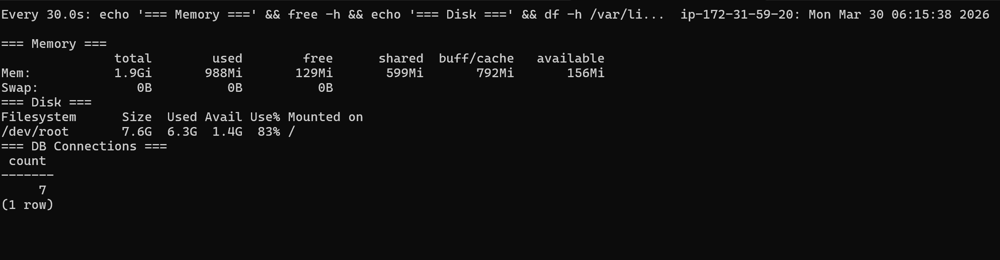 Every 30.0s: echo '=== Memory ===' && free -h && echo '=== Disk ===' && df -h /var/li...  ip-172-31-59-20: Mon Mar 30 06:15:38 2026
=== Memory ===
               total        used        free      shared  buff/cache   available
Mem:           1.9Gi       988Mi       129Mi       599Mi       792Mi       156Mi
Swap:             0B          0B          0B
=== Disk ===
Filesystem      Size  Used Avail Use% Mounted on
/dev/root       7.6G  6.3G  1.4G  83% /
=== DB Connections ===
 count
-------
     7
(1 row)